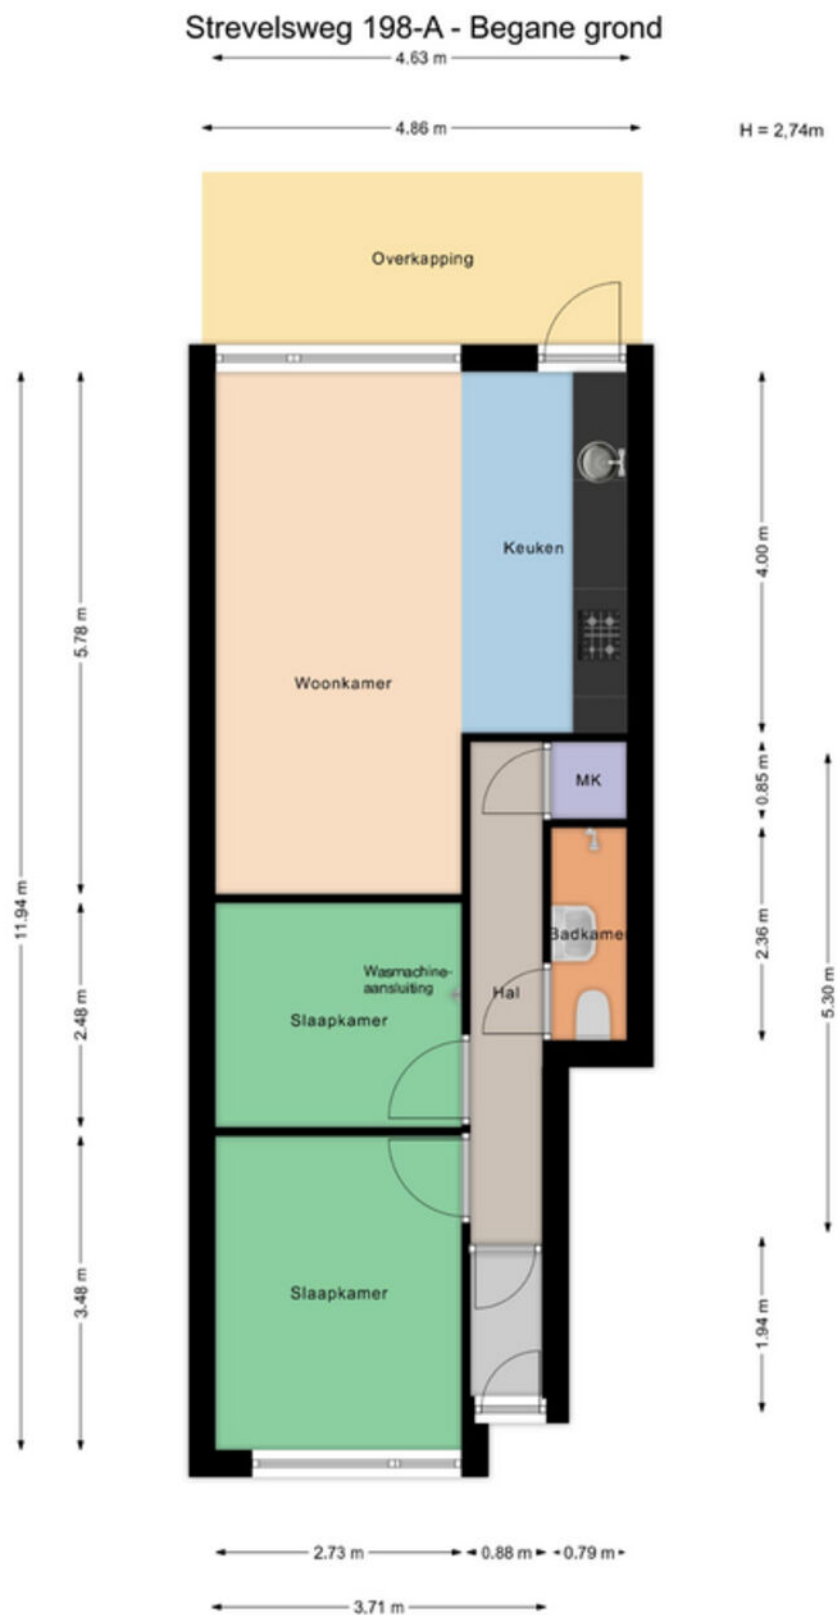 Strevelsweg 198-A - Begane grond
4.63 m
4.86 m
H = 2,74m
Overkapping
Keuken
4.00 m
5.78 m
Woonkamer
MK
0.85 m
11.94 m
Badkamer
2.36 m
Wasmachine-
aansluiting
Hal
5.30 m
2.48 m
Slaapkamer
Slaapkamer
3.48 m
1.94 m
2.73 m
0.88 m
0.79 m
3.71 m